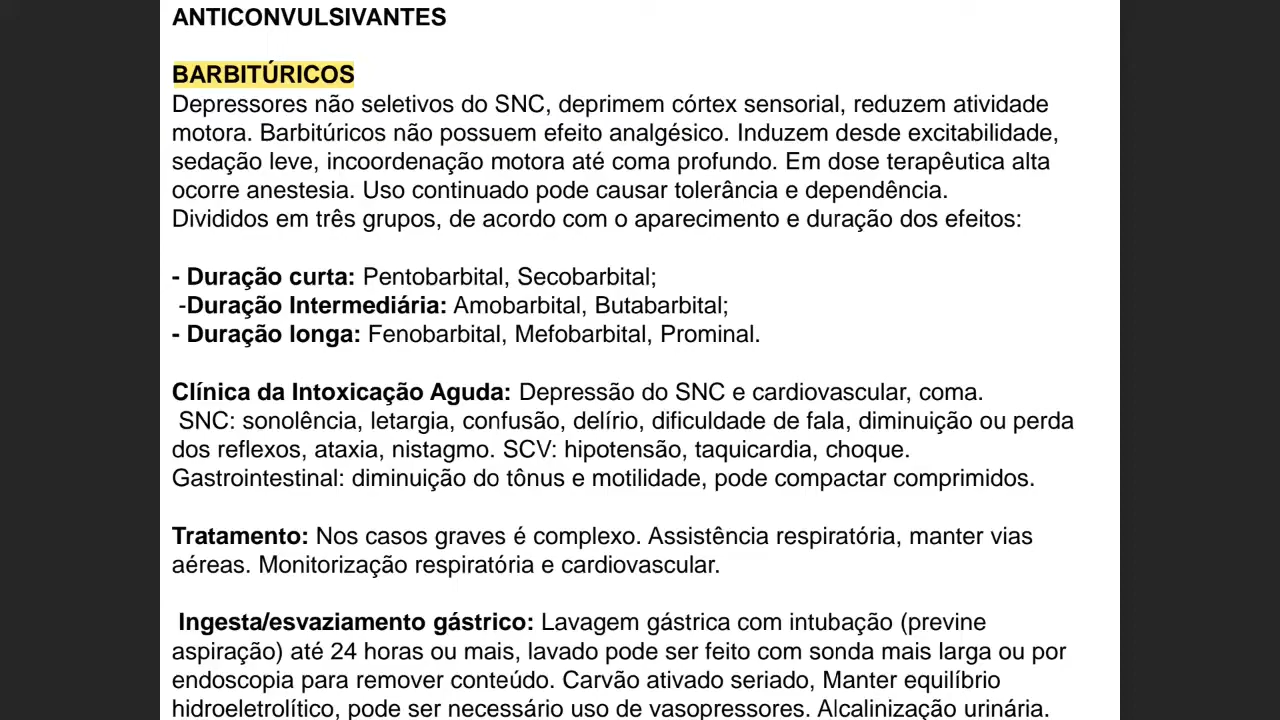 ANTICONVULSIVANTES
BARBITÚRICOS
Depressores não seletivos do SNC, deprimem córtex sensorial, reduzem atividade
motora. Barbitúricos não possuem efeito analgésico. Induzem desde excitabilidade,
sedação leve, incoordenação motora até coma profundo. Em dose terapêutica alta
ocorre anestesia. Uso continuado pode causar tolerância e dependência.
Divididos em três grupos, de acordo com o aparecimento e duração dos efeitos:
- Duração curta: Pentobarbital, Secobarbital;
-Duração Intermediária: Amobarbital, Butabarbital;
- Duração longa: Fenobarbital, Mefobarbital, Prominal.
Clínica da Intoxicação Aguda: Depressão do SNC e cardiovascular, coma.
SNC: sonolência, letargia, confusão, delírio, dificuldade de fala, diminuição ou perda
dos reflexos, ataxia, nistagmo. SCV: hipotensão, taquicardia, choque.
Gastrointestinal: diminuição do tônus e motilidade, pode compactar comprimidos.
Tratamento: Nos casos graves é complexo. Assistência respiratória, manter vias
aéreas. Monitorização respiratória e cardiovascular.
Ingesta/esvaziamento gástrico: Lavagem gástrica com intubação (previne
aspiração) até 24 horas ou mais, lavado pode ser feito com sonda mais larga ou por
endoscopia para remover conteúdo. Carvão ativado seriado, Manter equilíbrio
hidroeletrolítico, pode ser necessário uso de vasopressores. Alcalinização urinária.